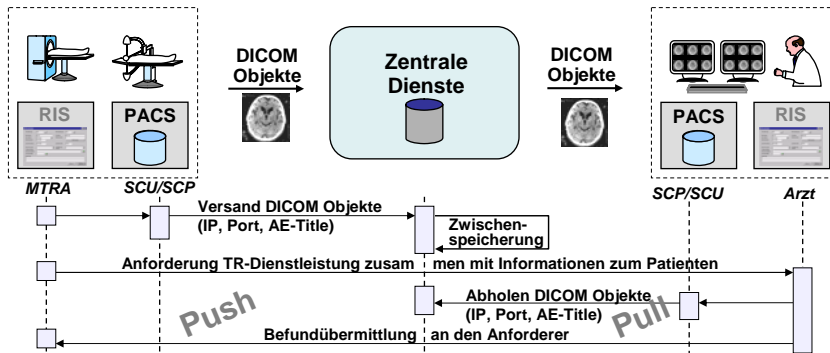 DICOM
Objekte
Zentrale
Dienste
DICOM
Objekte
RIS
PACS
PACS
RIS
MTRA
SCU/SCP
SCP/SCU
Arzt
Versand DICOM Objekte
(IP, Port, AE-Title)
Zwischen-
speicherung
Anforderung TR-Dienstleistung zusam men mit Informationen zum Patienten
Abholen DICOM Objekte
(IP, Port, AE-Title)
Push
Pull
Befundübermittlung an den Anforderer